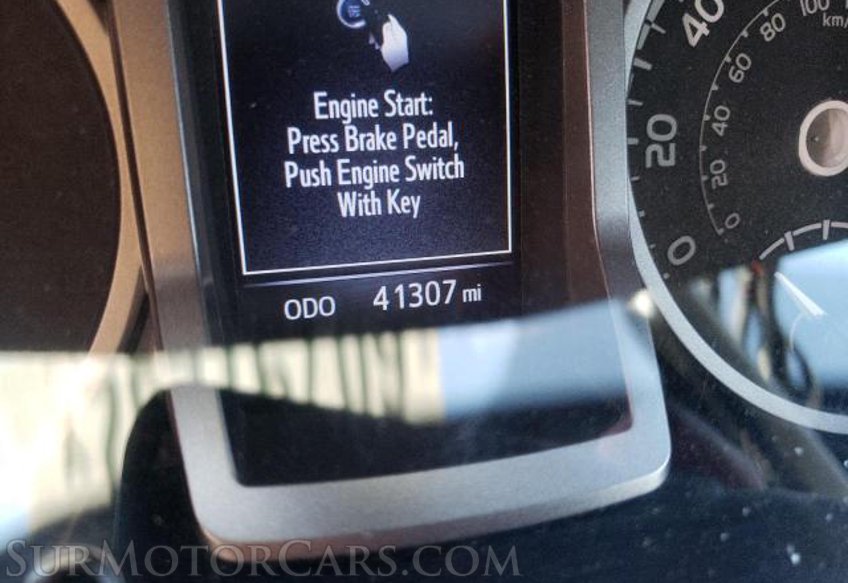 Engine Start:
Press Brake Pedal,
Push Engine Switch
With Key
ODO 41307 mi
40
20
0
100
80
60
40
20
0
km/
SurMotorCars.com